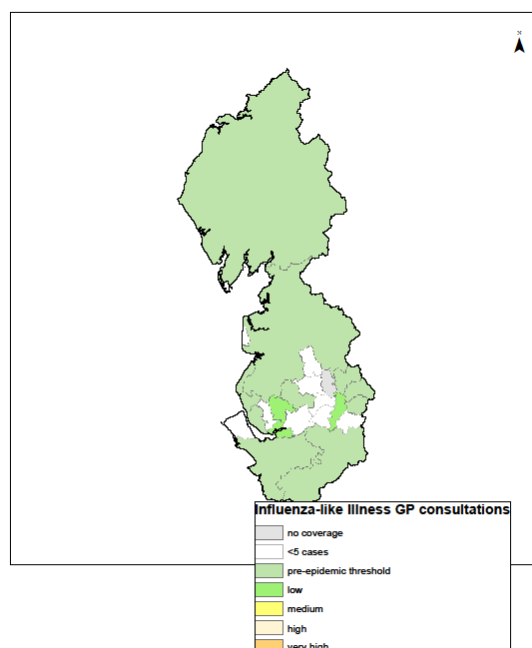 N
Influenza-like Illness GP consultations
no coverage
<5 cases
pre-epidemic threshold
low
medium
high
very high